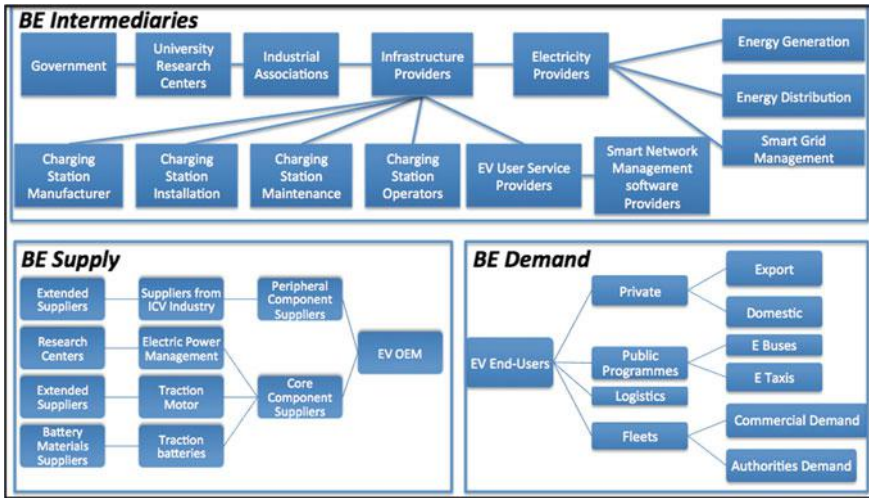 BE Intermediaries
Government
University
Research
Centers
Industrial
Associations
Infrastructure
Providers
Electricity
Providers
Energy Generation
Energy Distribution
Smart Grid
Management
Charging
Station
Manufacturer
Charging
Station
Installation
Charging
Station
Maintenance
Charging
Station
Operators
EV User Service
Providers
Smart Network
Management
software
Providers
BE Supply
Extended
Suppliers
Suppliers from
ICV Industry
Peripheral
Component
Suppliers
Research
Centers
Electric Power
Management
EV OEM
Extended
Suppliers
Traction
Motor
Core
Component
Suppliers
Battery
Materials
Suppliers
Traction
batteries
BE Demand
EV End-Users
Private
Export
Domestic
Public
Programmes
E Buses
E Taxis
Logistics
Fleets
Commercial Demand
Authorities Demand